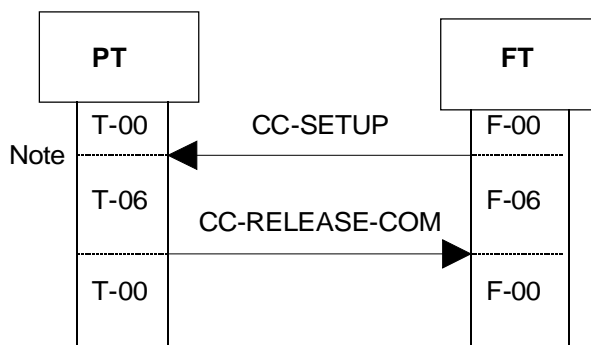 PT
FT
T-00
CC-SETUP
F-00
Note
T-06
F-06
CC-RELEASE-COM
T-00
F-00